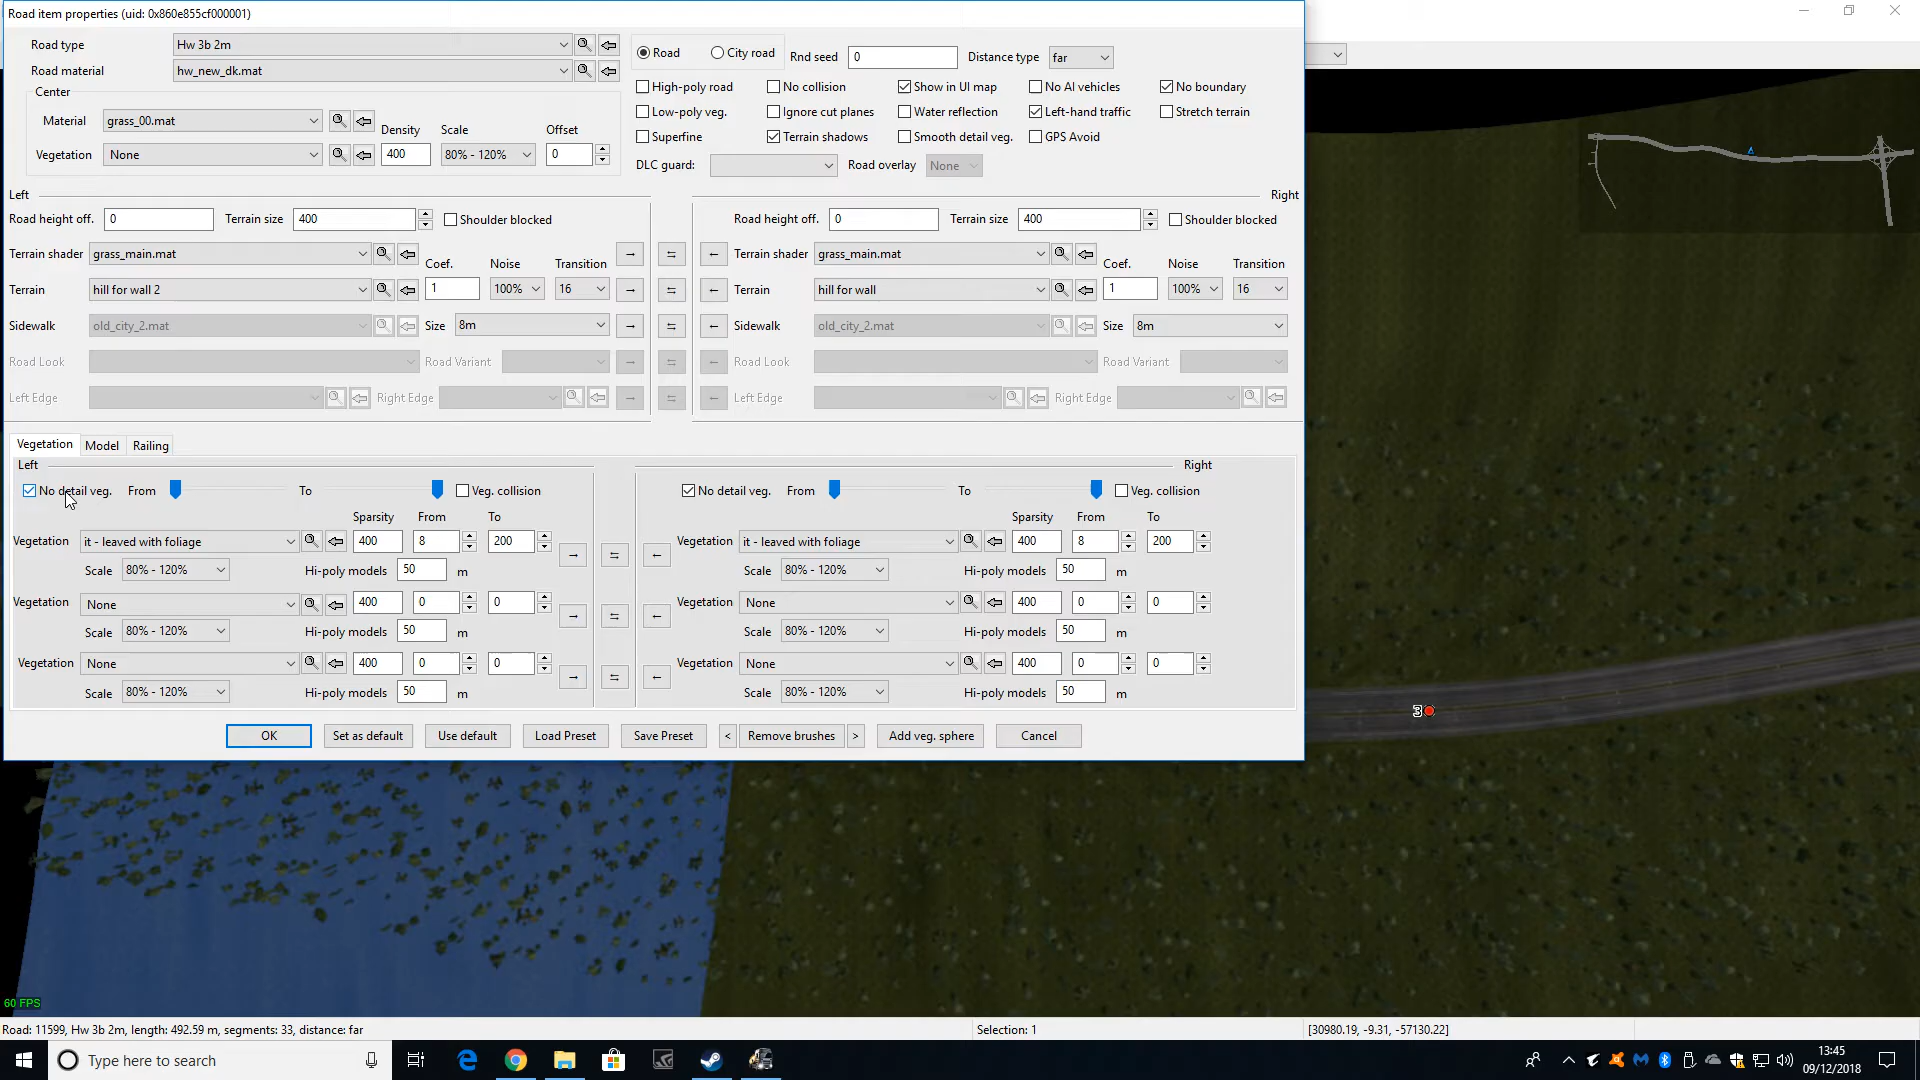 Road item properties (uid: 0x860e855cf000001)
Road type Hw 3b 2m Road City road Rnd seed 0 Distance type far
Road material hw_new_dk.mat
Center High-poly road No collision Show in UI map No AI vehicles No boundary
Material grass_00.mat Density Scale Offset Low-poly veg. Ignore cut planes Water reflection Left-hand traffic Stretch terrain
Superfine Terrain shadows Smooth detail veg. GPS Avoid
Vegetation None 400 80% - 120% 0 DLC guard: Road overlay None
Left Right
Road height off. 0 Terrain size 400 Shoulder blocked Road height off. 0 Terrain size 400 Shoulder blocked
Terrain shader grass_main.mat Coef. Noise Transition → ⇆ ← Terrain shader grass_main.mat Coef. Noise Transition
Terrain hill for wall 2 1 100% 16 → ⇆ ← Terrain hill for wall 1 100% 16
Sidewalk old_city_2.mat Size 8m → ⇆ ← Sidewalk old_city_2.mat Size 8m
Road Look Road Variant → ⇆ ← Road Look Road Variant
Left Edge Right Edge → ⇆ ← Left Edge Right Edge
Vegetation Model Railing
Left Right
No detail veg. From To Veg. collision No detail veg. From To Veg. collision
Sparsity From To Sparsity From To
Vegetation it - leaved with foliage 400 8 200 → ⇆ ← Vegetation it - leaved with foliage 400 8 200
Scale 80% - 120% Hi-poly models 50 m Scale 80% - 120% Hi-poly models 50 m
Vegetation None 400 0 0 → ⇆ ← Vegetation None 400 0 0
Scale 80% - 120% Hi-poly models 50 m Scale 80% - 120% Hi-poly models 50 m
Vegetation None 400 0 0 → ⇆ ← Vegetation None 400 0 0
Scale 80% - 120% Hi-poly models 50 m Scale 80% - 120% Hi-poly models 50 m
OK Set as default Use default Load Preset Save Preset < Remove brushes > Add veg. sphere Cancel
3
60 FPS
Road: 11599, Hw 3b 2m, length: 492.59 m, segments: 33, distance: far Selection: 1 [30980.19, -9.31, -57130.22]
Type here to search 13:45
09/12/2018